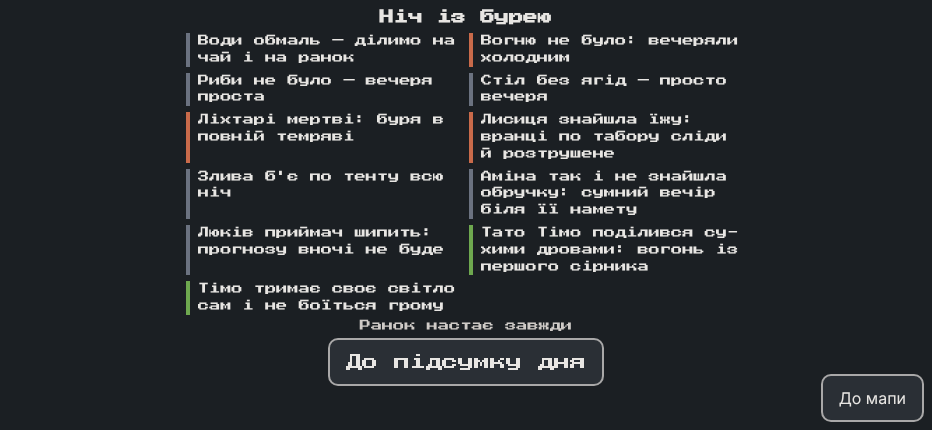 Ніч із бурею
Води обмаль — ділимо на
чай і на ранок
Вогню не було: вечеряли
холодним
Риби не було — вечеря
проста
Стіл без ягід — просто
вечеря
Ліхтарі мертві: буря в
повній темряві
Лисиця знайшла їжу:
вранці по табору сліди
й розтрушене
Злива б'є по тенту всю
ніч
Аміна так і не знайшла
обручку: сумний вечір
біля її намету
Люків приймач шипить:
прогнозу вночі не буде
Тато Тімо поділився су-
хими дровами: вогонь із
першого сірника
Тімо тримає своє світло
сам і не боїться грому
Ранок настає завжди
До підсумку дня
До мапи